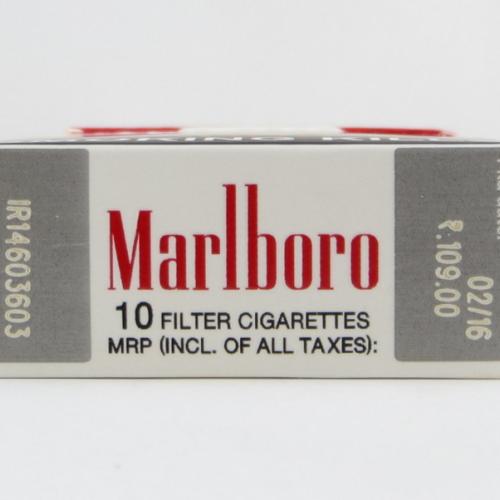 IR14603603
Marlboro
10 FILTER CIGARETTES
MRP (INCL. OF ALL TAXES):
02/16
R.109.00